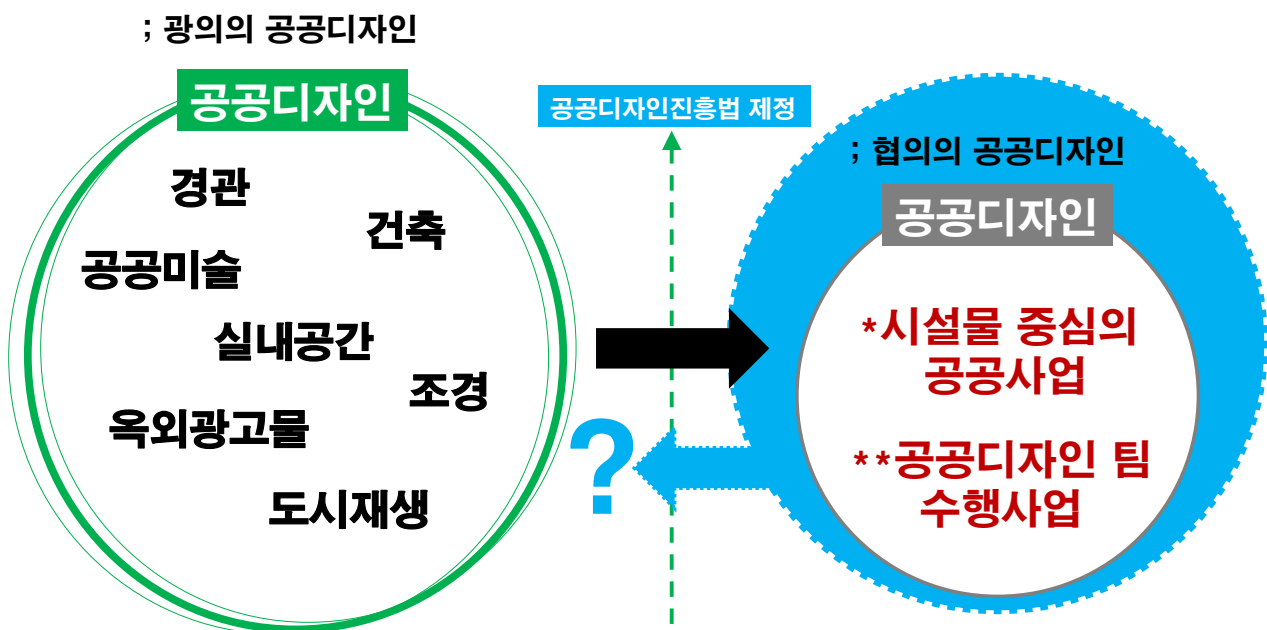 ; 광의의 공공디자인
공공디자인
경관
건축
공공미술
실내공간
조경
옥외광고물
도시재생
공공디자인진흥법 제정
?
; 협의의 공공디자인
공공디자인
*시설물 중심의
공공사업
**공공디자인 팀
수행사업